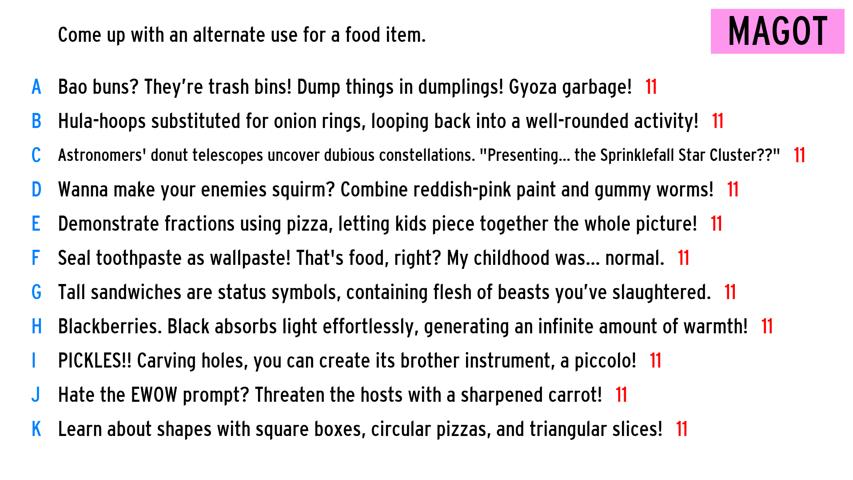 Come up with an alternate use for a food item.
MAGOT
A Bao buns? They’re trash bins! Dump things in dumplings! Gyoza garbage! 11
B Hula-hoops substituted for onion rings, looping back into a well-rounded activity! 11
C Astronomers' donut telescopes uncover dubious constellations. "Presenting... the Sprinklefall Star Cluster??" 11
D Wanna make your enemies squirm? Combine reddish-pink paint and gummy worms! 11
E Demonstrate fractions using pizza, letting kids piece together the whole picture! 11
F Seal toothpaste as wallpaste! That's food, right? My childhood was... normal. 11
G Tall sandwiches are status symbols, containing flesh of beasts you’ve slaughtered. 11
H Blackberries. Black absorbs light effortlessly, generating an infinite amount of warmth! 11
I PICKLES!! Carving holes, you can create its brother instrument, a piccolo! 11
J Hate the EWOW prompt? Threaten the hosts with a sharpened carrot! 11
K Learn about shapes with square boxes, circular pizzas, and triangular slices! 11